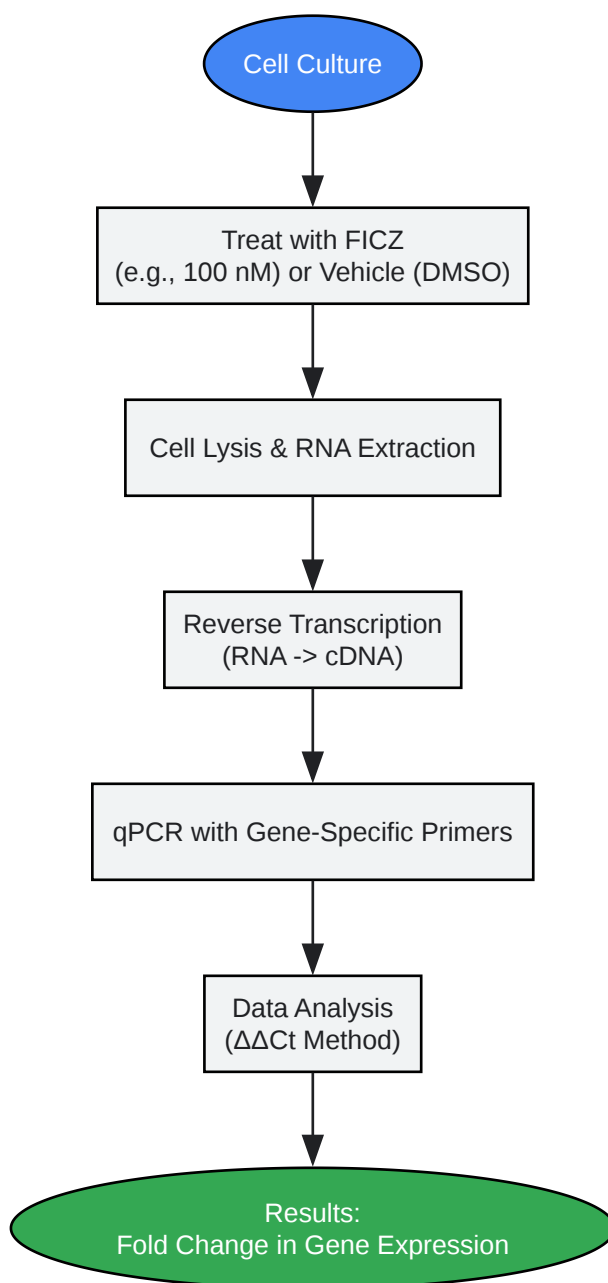 Cell Culture
Treat with FICZ
(e.g., 100 nM) or Vehicle (DMSO)
Cell Lysis & RNA Extraction
Reverse Transcription
(RNA -> cDNA)
qPCR with Gene-Specific Primers
Data Analysis
(ΔΔCt Method)
Results:
Fold Change in Gene Expression